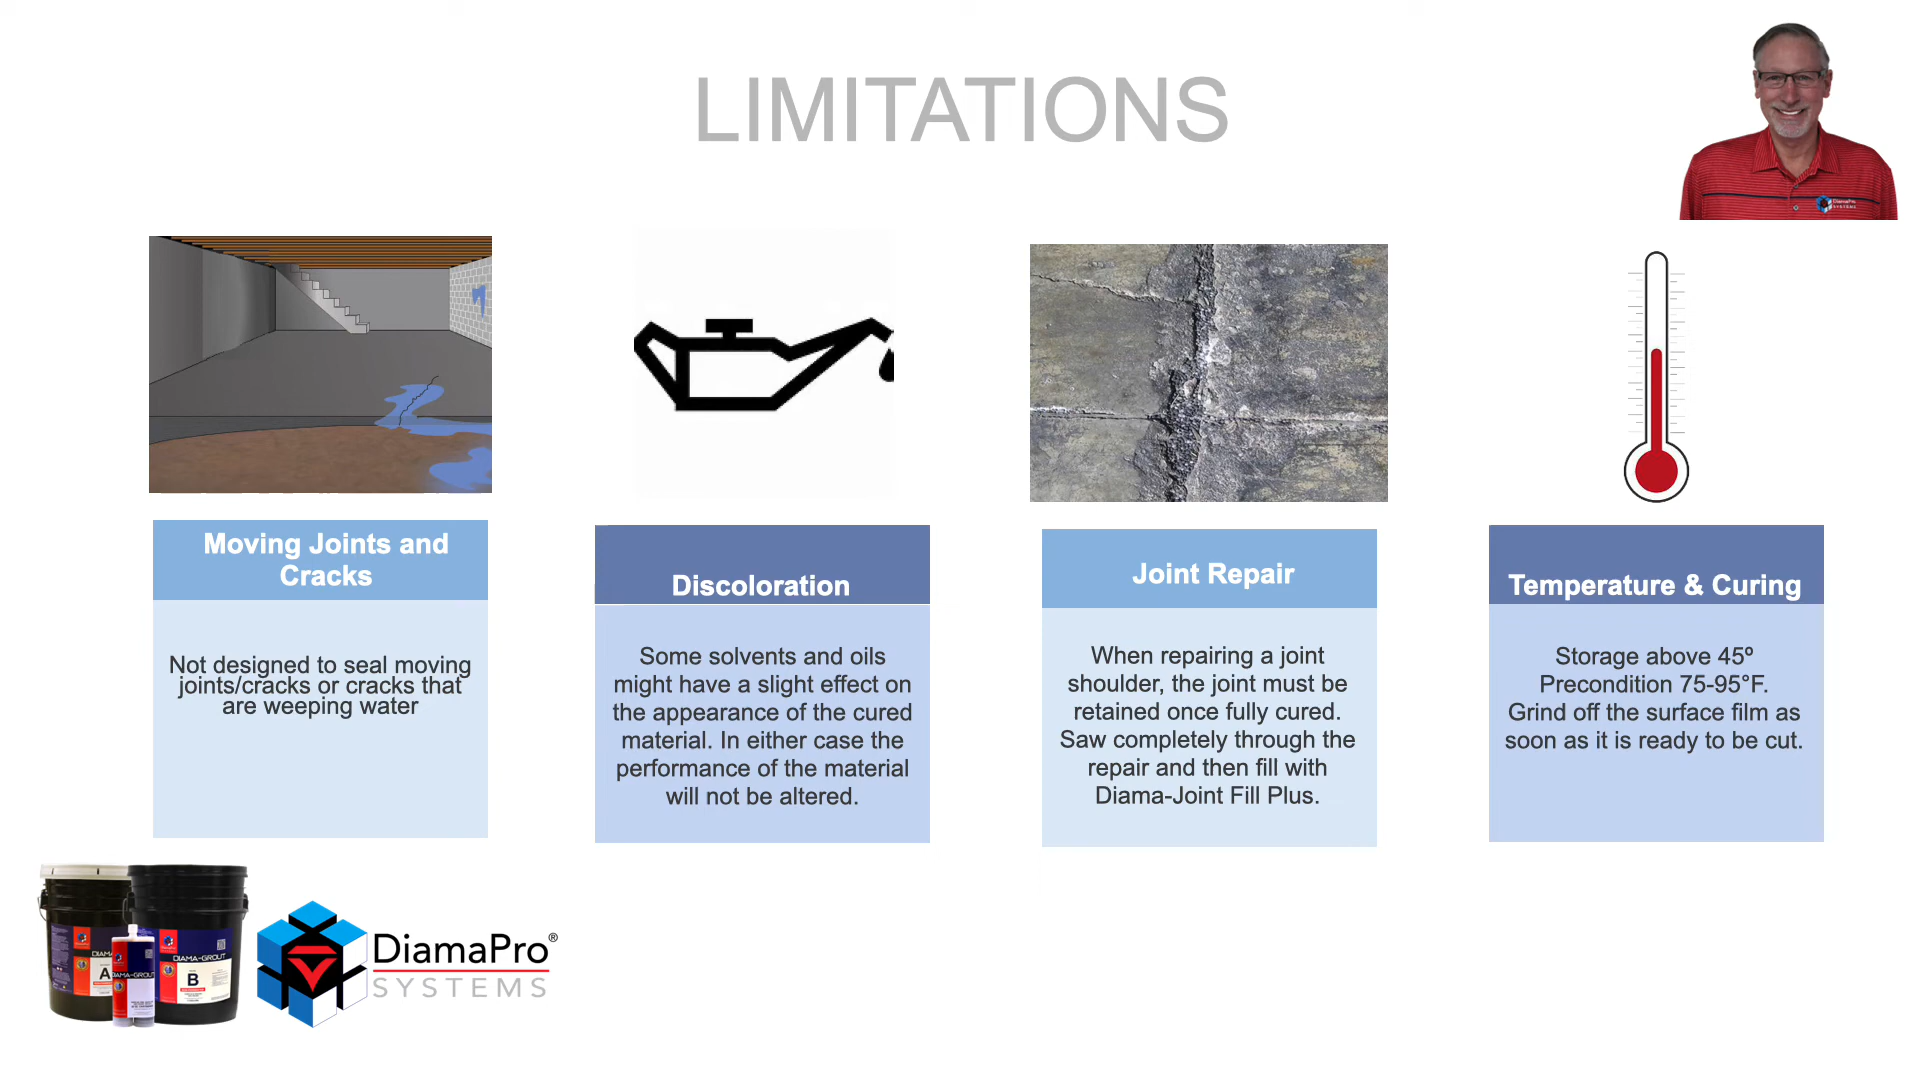 LIMITATIONS
DiamaPro
SYSTEMS
Moving Joints and
Cracks
Not designed to seal moving
joints/cracks or cracks that
are weeping water
Discoloration
Some solvents and oils
might have a slight effect on
the appearance of the cured
material. In either case the
performance of the material
will not be altered.
Joint Repair
When repairing a joint
shoulder, the joint must be
retained once fully cured.
Saw completely through the
repair and then fill with
Diama-Joint Fill Plus.
Temperature & Curing
Storage above 45º
Precondition 75-95°F.
Grind off the surface film as
soon as it is ready to be cut.
A
DIAMA-GROUT
B
DiamaPro®
SYSTEMS